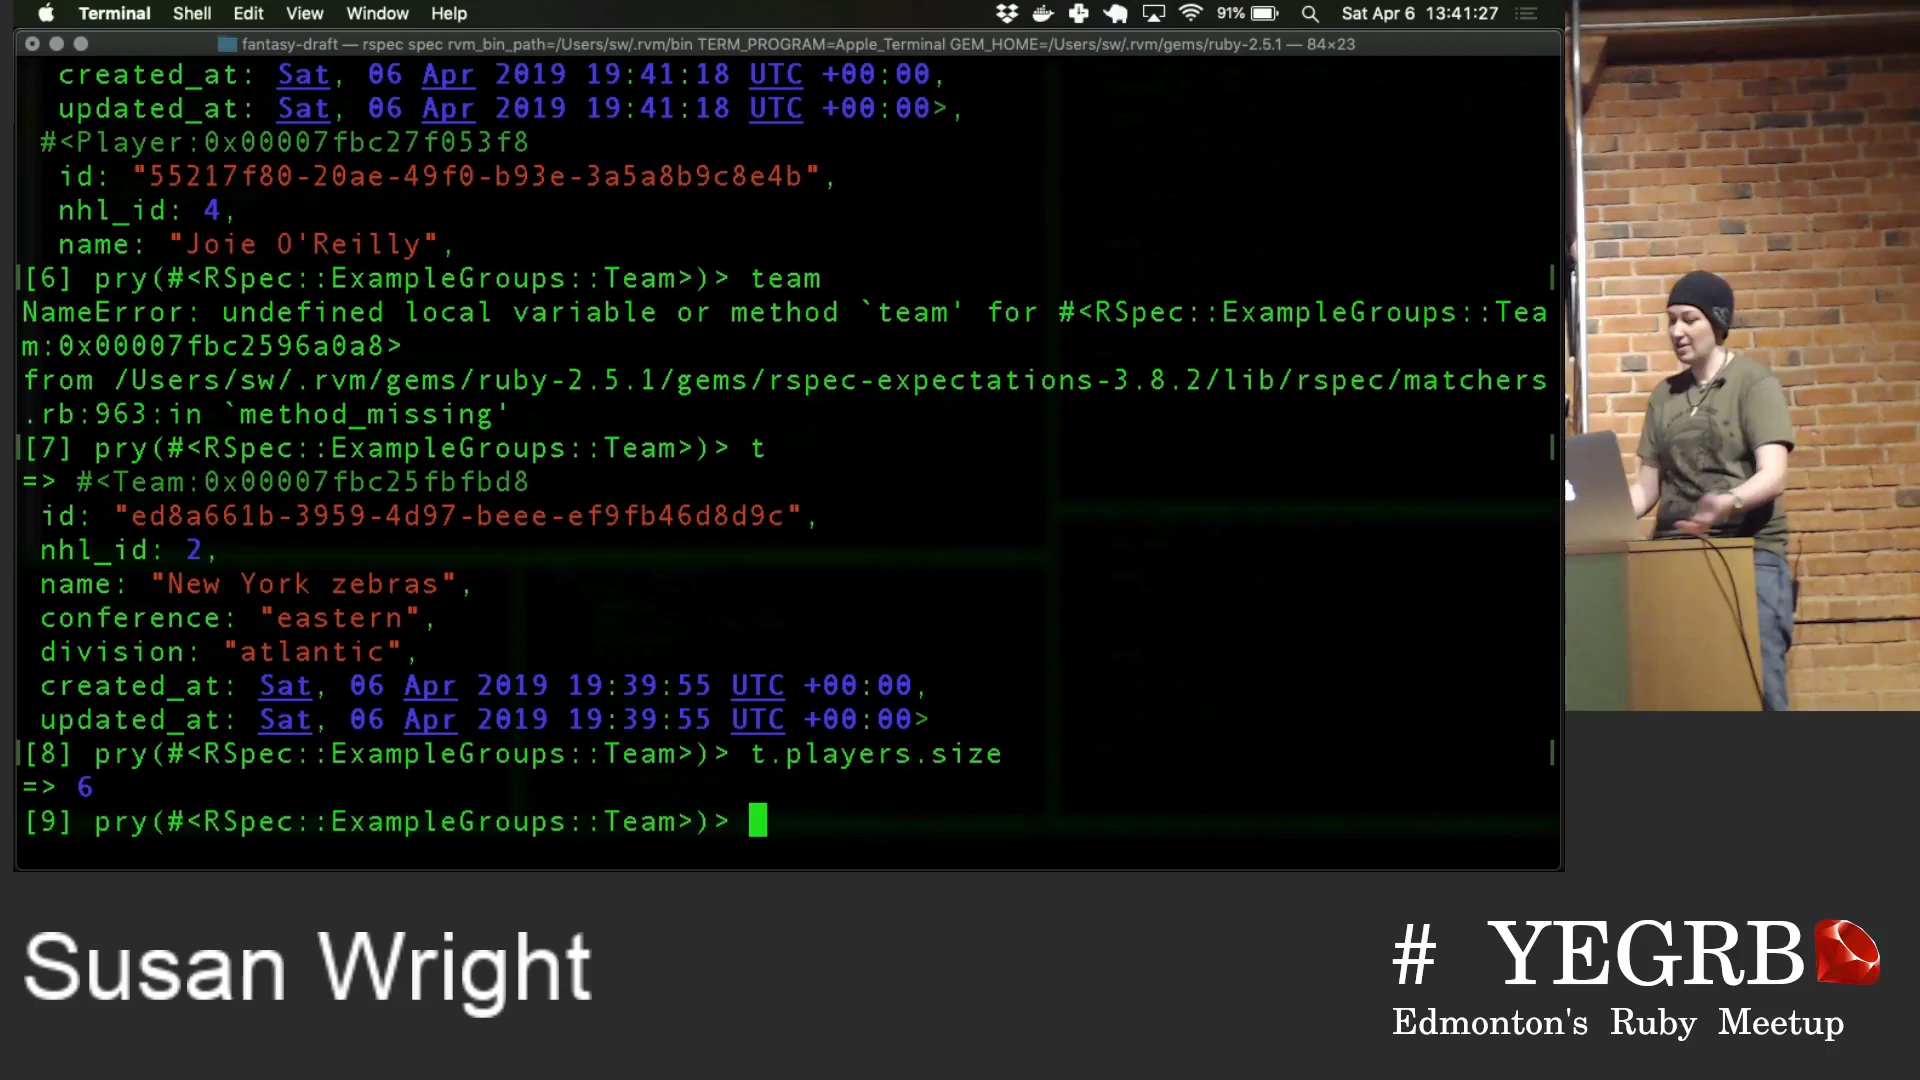 Terminal Shell Edit View Window Help 91% Sat Apr 6 13:41:27
fantasy-draft — rspec spec rvm_bin_path=/Users/sw/.rvm/bin TERM_PROGRAM=Apple_Terminal GEM_HOME=/Users/sw/.rvm/gems/ruby-2.5.1 — 84×23
created_at: Sat, 06 Apr 2019 19:41:18 UTC +00:00,
updated_at: Sat, 06 Apr 2019 19:41:18 UTC +00:00>,
#<Player:0x00007fbc27f053f8
id: "55217f80-20ae-49f0-b93e-3a5a8b9c8e4b",
nhl_id: 4,
name: "Joie O'Reilly",
[6] pry(#<RSpec::ExampleGroups::Team>)> team
NameError: undefined local variable or method `team' for #<RSpec::ExampleGroups::Tea
m:0x00007fbc2596a0a8>
from /Users/sw/.rvm/gems/ruby-2.5.1/gems/rspec-expectations-3.8.2/lib/rspec/matchers
.rb:963:in `method_missing'
[7] pry(#<RSpec::ExampleGroups::Team>)> t
=> #<Team:0x00007fbc25fbfbd8
id: "ed8a661b-3959-4d97-beee-ef9fb46d8d9c",
nhl_id: 2,
name: "New York zebras",
conference: "eastern",
division: "atlantic",
created_at: Sat, 06 Apr 2019 19:39:55 UTC +00:00,
updated_at: Sat, 06 Apr 2019 19:39:55 UTC +00:00>
[8] pry(#<RSpec::ExampleGroups::Team>)> t.players.size
=> 6
[9] pry(#<RSpec::ExampleGroups::Team>)>
Susan Wright
# YEGRB
Edmonton's Ruby Meetup